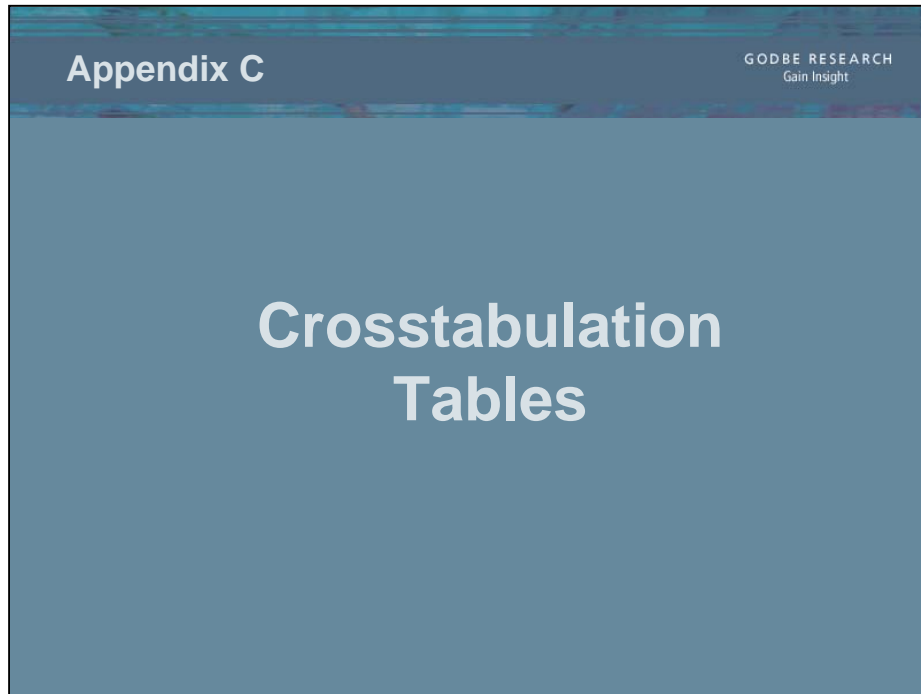 Appendix C
GODBE RESEARCH
Gain Insight
Crosstabulation
Tables